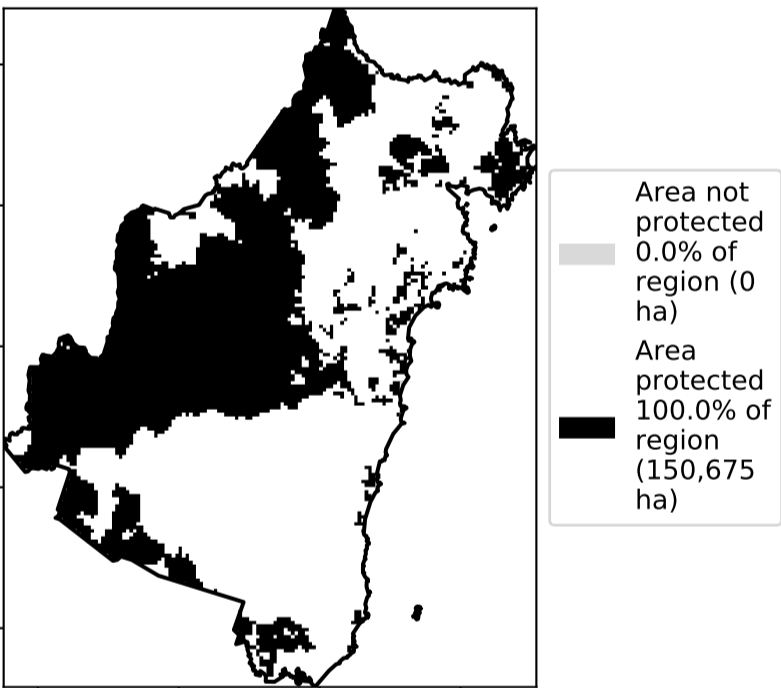 Area not
protected
0.0% of
region (0
ha)
Area
protected
100.0% of
region
(150,675
ha)